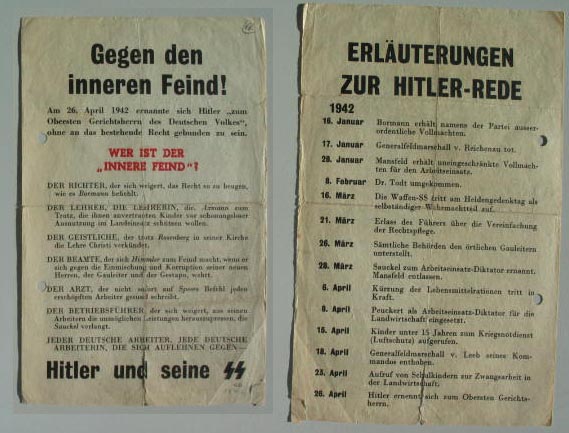 Gegen den
inneren Feind!
Am 26. April 1942 ernannte sich Hitler „zum
Obersten Gerichtsherrn des Deutschen Volkes“,
ohne an das bestehende Recht gebunden zu sein.
WER IST DER
„INNERE FEIND“?
DER RICHTER, der sich weigert, das Recht so zu beugen,
wie es Bormann befiehlt.
DER LEHRER, DIE LEHRERIN, die, Axmann zum
Trotz, die ihnen anvertrauten Kinder vor schonungsloser
Ausnutzung im Landeinsatz schützen wollen.
DER GEISTLICHE, der trotz Rosenberg in seiner Kirche
die Lehre Christi verkündet.
DER BEAMTE, der sich Himmler zum Feind macht, wenn er
sich gegen die Einmischung und Korruption seiner neuen
Herren, der Gauleiter und der Gestapo, wehrt.
DER ARZT, der nicht sofort auf Speers Befehl jeden
erschöpften Arbeiter gesund schreibt.
DER BETRIEBSFÜHRER, der sich weigert, aus seinen
Arbeitern die unmöglichen Leistungen herauszupressen, die
Sauckel verlangt.
JEDER DEUTSCHE ARBEITER, JEDE DEUTSCHE
ARBEITERIN, DIE SICH AUFLEHNEN GEGEN
Hitler und seine SS
ERLÄUTERUNGEN
ZUR HITLER-REDE
1942
16. Januar Bormann erhält namens der Partei ausser-
ordentliche Vollmachten.
17. Januar Generalfeldmarschall v. Reichenau tot.
28. Januar Mansfeld erhält uneingeschränkte Vollmach-
ten für den Arbeitseinsatz.
8. Februar Dr. Todt umgekommen.
16. März Die Waffen-SS tritt am Heldengedenktag als
selbständiger Wehrmachtteil auf.
21. März Erlass des Führers über die Vereinfachung
der Rechtspflege.
26. März Sämtliche Behörden den örtlichen Gauleitern
unterstellt.
28. März Sauckel zum Arbeitseinsatz-Diktator ernannt.
Mansfeld entlassen.
6. April Kürzung der Lebensmittelrationen tritt in
Kraft.
8. April Peuckert als Arbeitseinsatz-Diktator für die
Landwirtschaft eingesetzt.
15. April Kinder unter 15 Jahren zum Kriegsnotdienst
(Luftschutz) aufgerufen.
18. April Generalfeldmarschall v. Leeb seines Kom-
mandos enthoben.
23. April Aufruf von Schulkindern zur Zwangsarbeit in
der Landwirtschaft.
26. April Hitler ernennt sich zum Obersten Gerichts-
herrn.